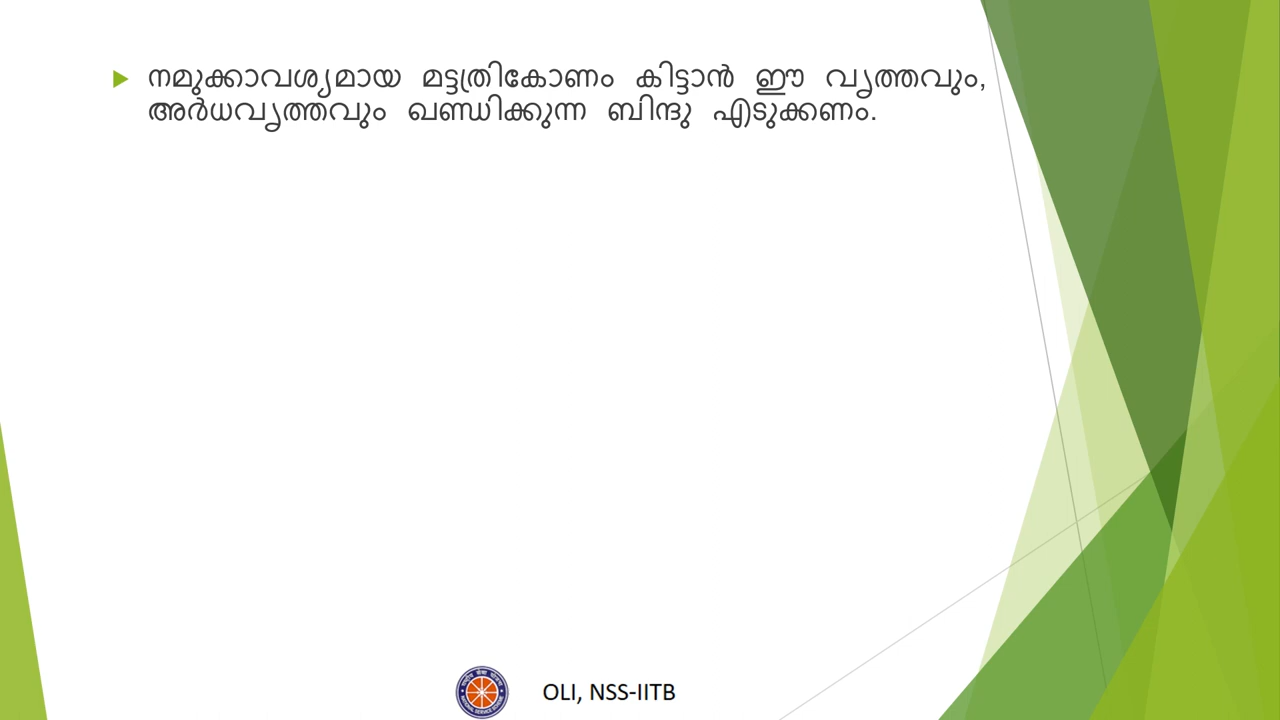 നമുക്കാവശ്യമായ മട്ടത്രികോണം കിട്ടാൻ ഈ വൃത്തവും,
അർധവൃത്തവും ഖണ്ഡിക്കുന്ന ബിന്ദു എടുക്കണം.
OLI, NSS-IITB